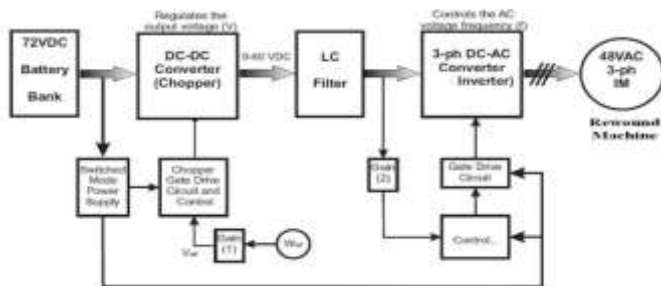 Regulates the
output voltage (V)
Controls the AC
voltage frequency (f)
72VDC
Battery
Bank
DC-DC
Converter
(Chopper)
0-60 VDC
LC
Filter
3-ph DC-AC
Converter
Inverter)
48VAC
3-ph
IM
Rewound
Machine
Switched
Mode
Power
Supply
Chopper
Gate Drive
Circuit and
Control
Gain
(2)
Gate Drive
Circuit
Vref
Gain
(1)
Wref
Control...